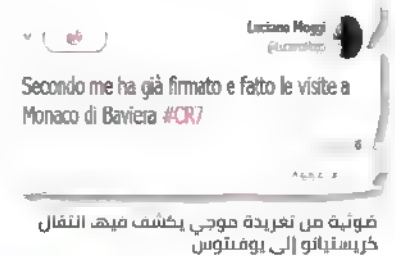 Luciano Moggi
Secondo me ha già firmato e fatto le visite a
Monaco di Baviera #CR7
ضوئية من تغريدة موجي يكشف فيها انتقال
كريستيانو إلى يوفنتوس